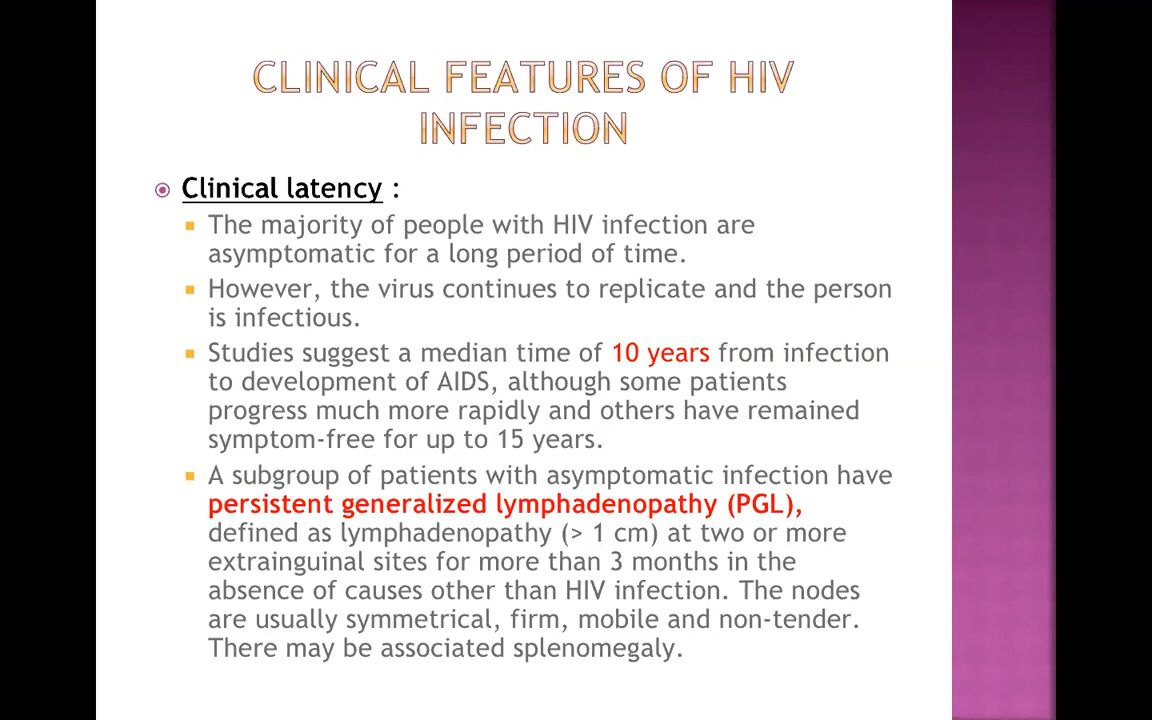 CLINICAL FEATURES OF HIV
INFECTION
Clinical latency :
The majority of people with HIV infection are
asymptomatic for a long period of time.
However, the virus continues to replicate and the person
is infectious.
Studies suggest a median time of 10 years from infection
to development of AIDS, although some patients
progress much more rapidly and others have remained
symptom-free for up to 15 years.
A subgroup of patients with asymptomatic infection have
persistent generalized lymphadenopathy (PGL),
defined as lymphadenopathy (> 1 cm) at two or more
extrainguinal sites for more than 3 months in the
absence of causes other than HIV infection. The nodes
are usually symmetrical, firm, mobile and non-tender.
There may be associated splenomegaly.